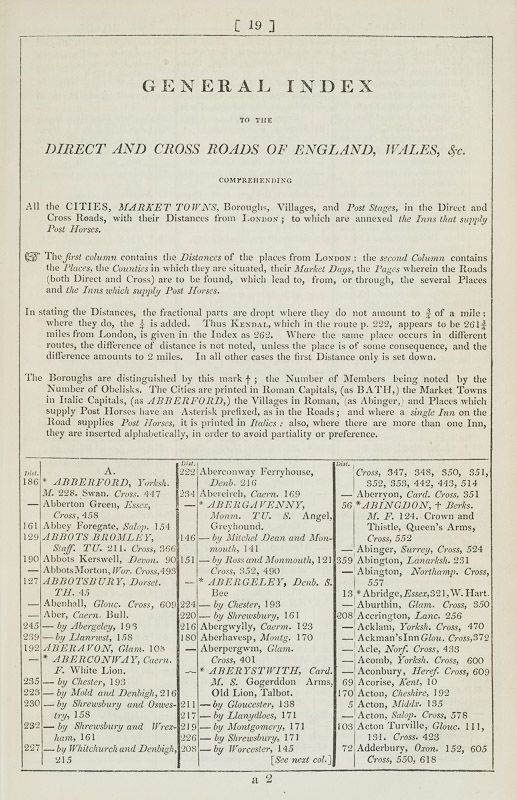 [ 19 ]
GENERAL INDEX
TO THE
DIRECT AND CROSS ROADS OF ENGLAND, WALES, &c.
COMPREHENDING
All the CITIES, MARKET TOWNS, Boroughs, Villages, and Post Stages, in the Direct and
Cross Roads, with their Distances from LONDON; to which are annexed the Inns that supply
Post Horses.
☞ The first column contains the Distances of the places from LONDON: the second Column contains
the Places, the Counties in which they are situated, their Market Days, the Pages wherein the Roads
(both Direct and Cross) are to be found, which lead to, from, or through, the several Places
and the Inns which supply Post Horses.
In stating the Distances, the fractional parts are dropt where they do not amount to ¾ of a mile:
where they do, the ¼ is added. Thus KENDAL, which in the route p. 222, appears to be 261¾
miles from London, is given in the Index as 262. Where the same place occurs in different
routes, the difference of distance is not noted, unless the place is of some consequence, and the
difference amounts to 2 miles. In all other cases the first Distance only is set down.
The Boroughs are distinguished by this mark †; the Number of Members being noted by the
Number of Obelisks. The Cities are printed in Roman Capitals, (as BATH,) the Market Towns
in Italic Capitals, (as ABBERFORD,) the Villages in Roman, (as Abinger,) and Places which
supply Post Horses have an Asterisk prefixed, as in the Roads; and where a single Inn on the
Road supplies Post Horses, it is printed in Italics: also, where there are more than one Inn,
they are inserted alphabetically, in order to avoid partiality or preference.
Dist. A.
186 * ABBERFORD, Yorksh.
M. 228. Swan. Cross. 447
— Abberton Green, Essex,
Cross, 458
161 Abbey Foregate, Salop. 154
129 ABBOTS BROMLEY,
Staff. TU. 211. Cross, 366
190 Abbots Kerswell, Devon. 90
— Abbots Morton, Wor. Cross, 493
127 ABBOTSBURY, Dorset.
TH. 45
— Abenhall, Glouc. Cross, 609
— Aber, Caern. Bull.
245 — by Abergeley, 193
239 — by Llanrwst, 158
192 ABERAVON, Glam. 108
— * ABERCONWAY, Caern.
F. White Lion.
235 — by Chester, 193
223 — by Mold and Denbigh, 216
230 — by Shrewsbury and Oswes-
try, 158
232 — by Shrewsbury and Wrex-
ham, 161
227 — by Whitchurch and Denbigh,
215
Dist.
222 Aberconway Ferryhouse,
Denb. 216
234 Abereirch, Caern. 169
— * ABERGAVENNY,
Monm. TU. S. Angel,
Greyhound.
146 — by Mitchel Dean and Mon-
mouth, 141
151 — by Ross and Monmouth, 121
Cross, 352, 490
— * ABERGELEY, Denb. S.
Bee
224 — by Chester, 193
220 — by Shrewsbury, 161
216 Abergwylly, Caern. 123
180 Aberhavesp, Montg. 170
— Aberpergwm, Glam.
Cross, 401
— * ABERYSTWITH, Card.
M. S. Gogerddon Arms,
Old Lion, Talbot.
211 — by Gloucester, 138
217 — by Llanydloes, 171
219 — by Montgomery, 171
226 — by Shrewsbury, 171
208 — by Worcester, 145
[See next col.]
Dist.
Cross, 347, 348, 350, 351,
352, 353, 442, 443, 514
— Aberryon, Card. Cross, 351
56 *ABINGDON, † Berks.
M. F. 124. Crown and
Thistle, Queen's Arms,
Cross, 552
— Abinger, Surrey, Cross, 524
359 Abington, Lanarksh. 231
— Abington, Northamp. Cross,
557
13 * Abridge, Essex, 321, W. Hart.
— Aburthin, Glam. Cross, 350
208 Accrington, Lanc. 256
— Acklam, Yorksh. Cross, 470
— Ackman's Inn Glou. Cross, 372
— Acle, Norf. Cross, 433
— Acomb, Yorksh. Cross, 600
— Aconbury, Heref. Cross, 609
69 Acorise, Kent, 10
170 Acton, Cheshire, 192
5 Acton, Middx. 135
— Acton, Salop. Cross, 578
103 Acton Turville, Glouc. 111,
131. Cross. 423
72 Adderbury, Oxon. 152, 605
Cross, 550, 618
a 2